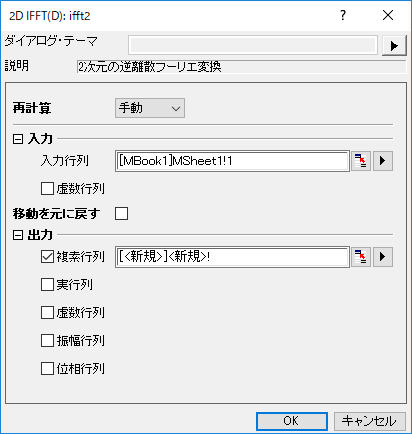 2D IFFT(D): ifft2
ダイアログ・テーマ
説明 2次元の逆離散フーリエ変換
再計算 手動
入力
入力行列 [MBook1]MSheet1!1
虚数行列
移動を元に戻す
出力
複素行列 [<新規>]<新規>!
実行列
虚数行列
振幅行列
位相行列
OK キャンセル